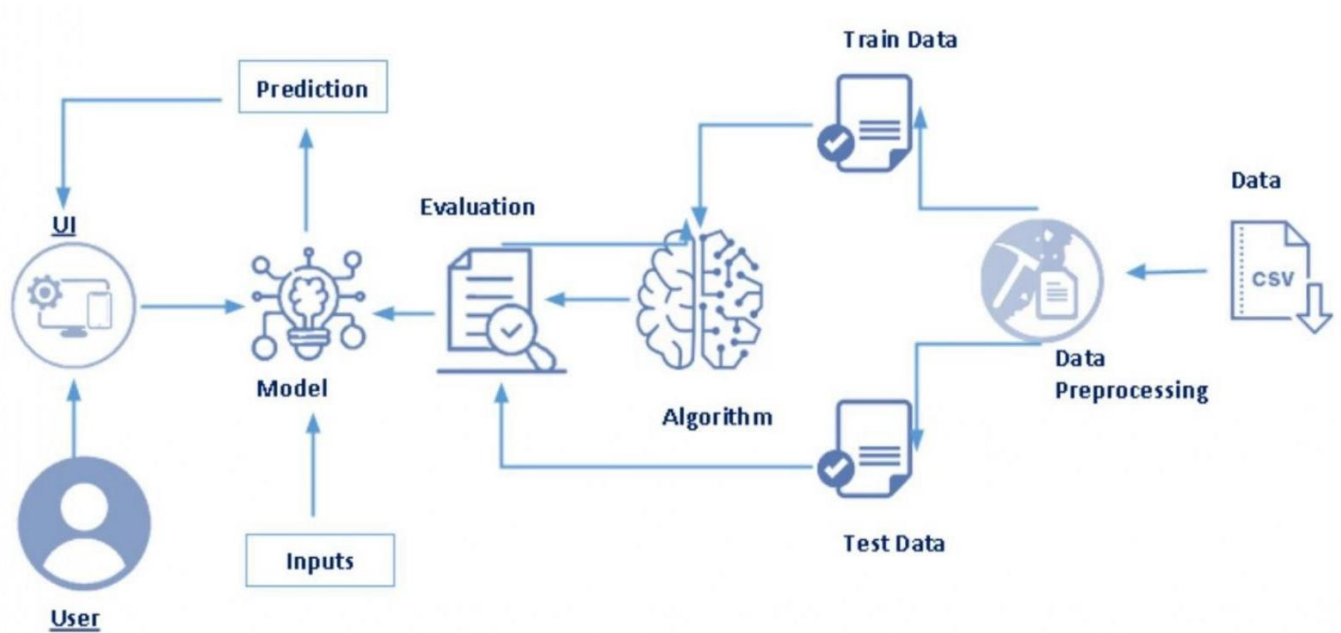 Train Data
Prediction
Data
Evaluation
UI
CSV
Data
Preprocessing
Model
Algorithm
Test Data
Inputs
User